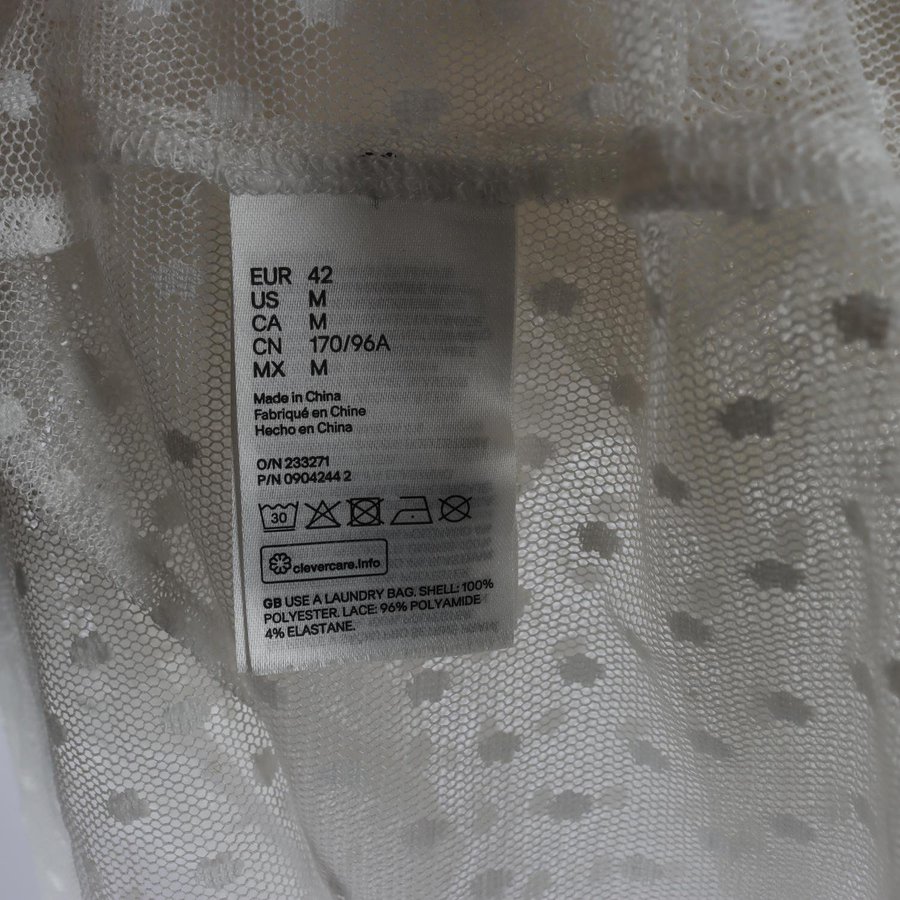 EUR 42
US M
CA M
CN 170/96A
MX M
Made in China
Fabriqué en Chine
Hecho en China
O/N 233271
P/N 0904244 2
30
clevercare.info
GB USE A LAUNDRY BAG. SHELL: 100%
POLYESTER. LACE: 96% POLYAMIDE
4% ELASTANE.